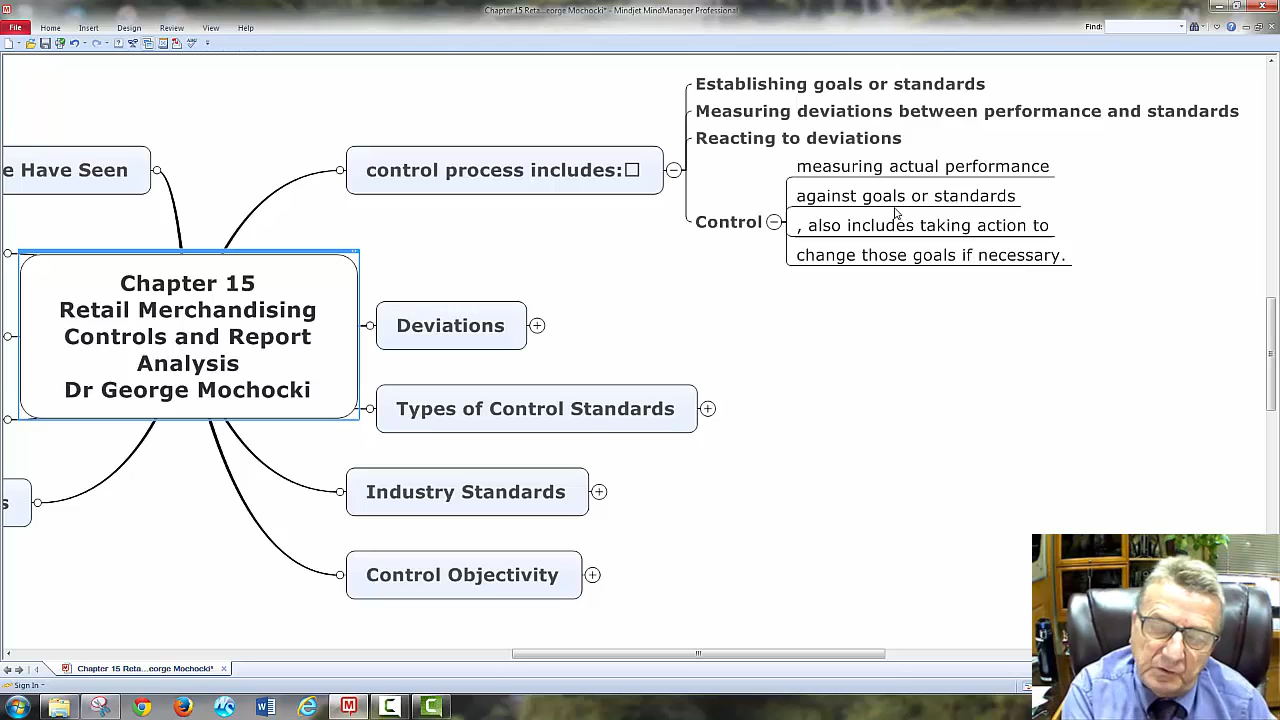 Chapter 15 Reta...eorge Mochocki* - Mindjet MindManager Professional
File Home Insert Design Review View Help
Find:
Establishing goals or standards
Measuring deviations between performance and standards
Reacting to deviations
e Have Seen
control process includes:
Control
measuring actual performance
against goals or standards
, also includes taking action to
change those goals if necessary.
Chapter 15
Retail Merchandising
Controls and Report
Analysis
Dr George Mochocki
Deviations
Types of Control Standards
Industry Standards
s
Control Objectivity
Chapter 15 Reta...eorge Mochocki*
Sign In